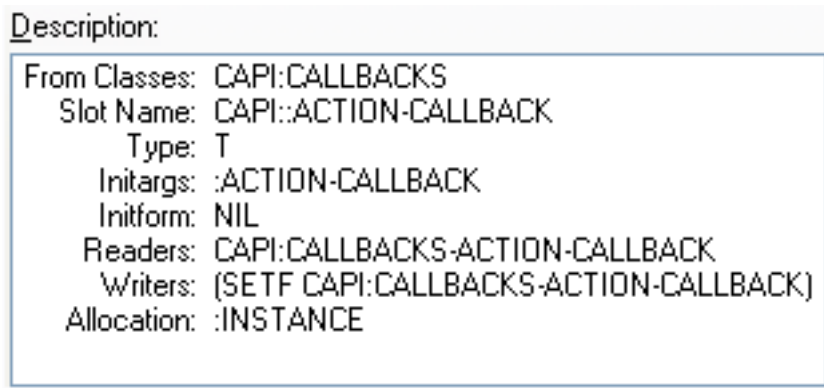 Description:
From Classes: CAPI:CALLBACKS
Slot Name: CAPI::ACTION-CALLBACK
Type: T
Initargs: :ACTION-CALLBACK
Initform: NIL
Readers: CAPI:CALLBACKS-ACTION-CALLBACK
Writers: (SETF CAPI:CALLBACKS-ACTION-CALLBACK)
Allocation: :INSTANCE